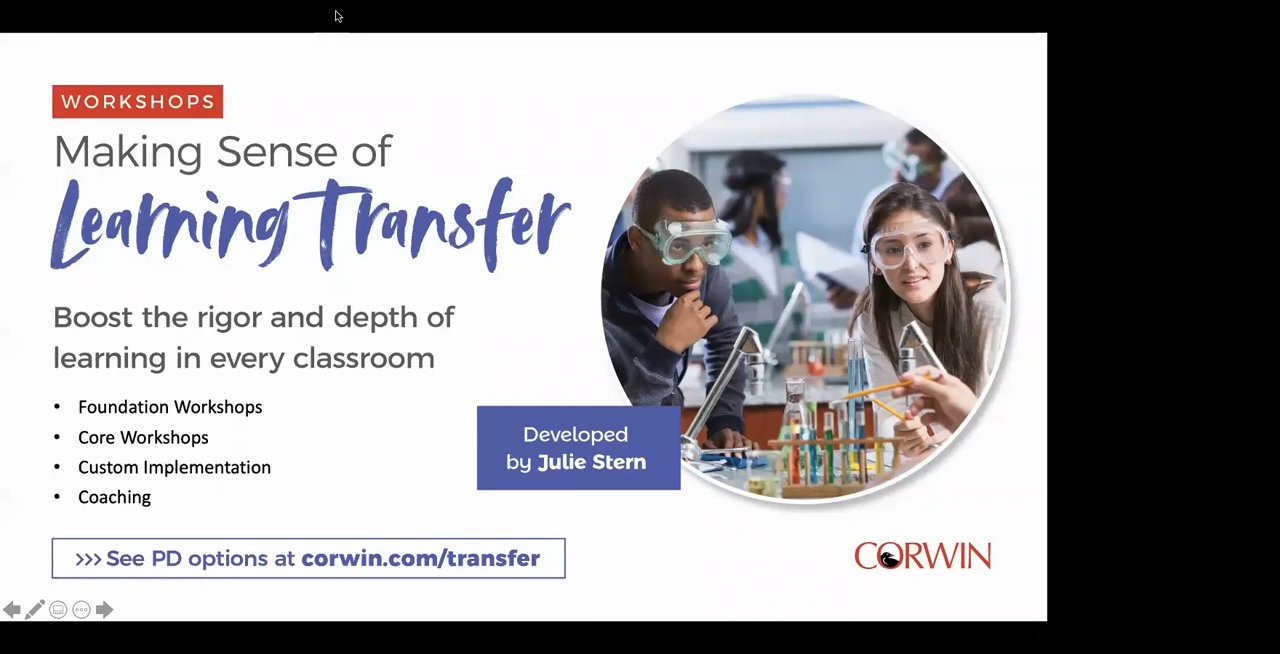 WORKSHOPS
Making Sense of
Learning Transfer
Boost the rigor and depth of
learning in every classroom
• Foundation Workshops
• Core Workshops
• Custom Implementation
• Coaching
Developed
by Julie Stern
>>> See PD options at corwin.com/transfer
CORWIN